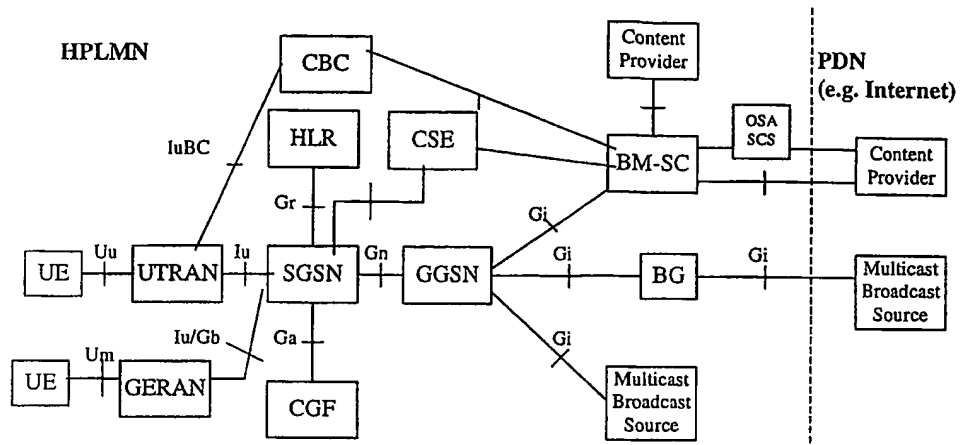 HPLMN
CBC
Content
Provider
PDN
(e.g. Internet)
HLR
CSE
OSA
SCS
IuBC
BM-SC
Content
Provider
Gr
Gi
Uu
Iu
Gn
Gi
Gi
UE
UTRAN
SGSN
GGSN
BG
Multicast
Broadcast
Source
Iu/Gb
Ga
Gi
Um
UE
GERAN
CGF
Multicast
Broadcast
Source